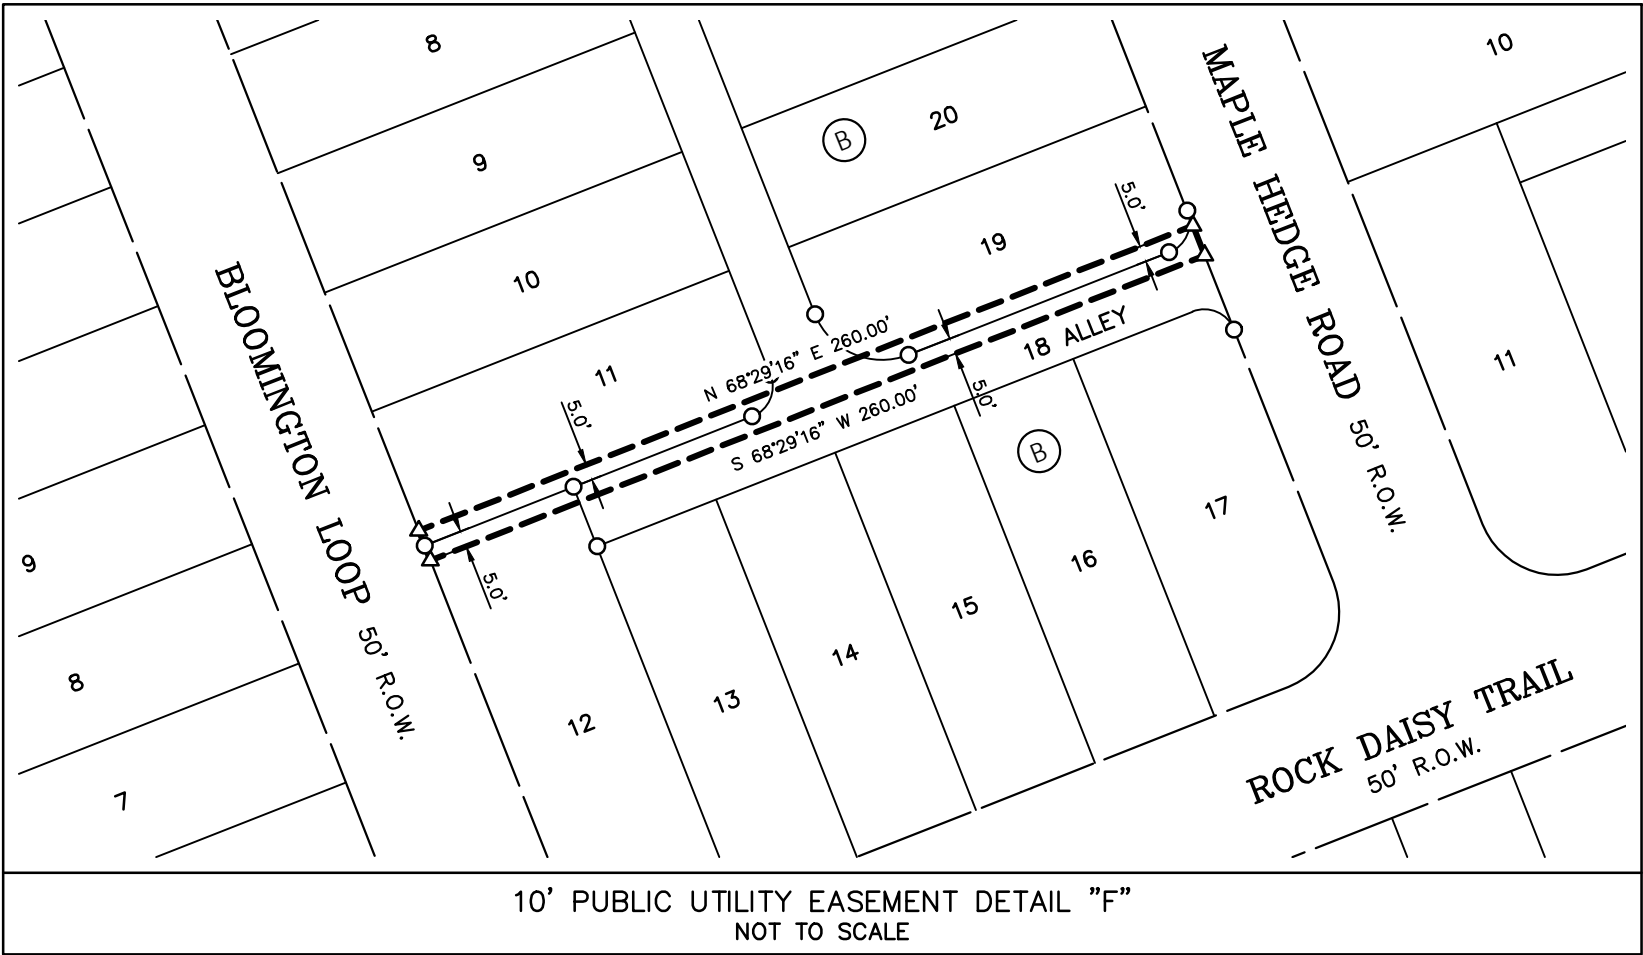 8
10
MAPLE HEDGE ROAD 50' R.O.W.
20
B
9
5.0'
19
BLOOMINGTON LOOP 50' R.O.W.
10
N 68°29'16" E 260.00'
18 ALLEY
11
11
5.0'
5.0'
S 68°29'16" W 260.00'
B
17
9
16
5.0'
15
14
8
13
12
ROCK DAISY TRAIL
50' R.O.W.
7
10' PUBLIC UTILITY EASEMENT DETAIL "F"
NOT TO SCALE